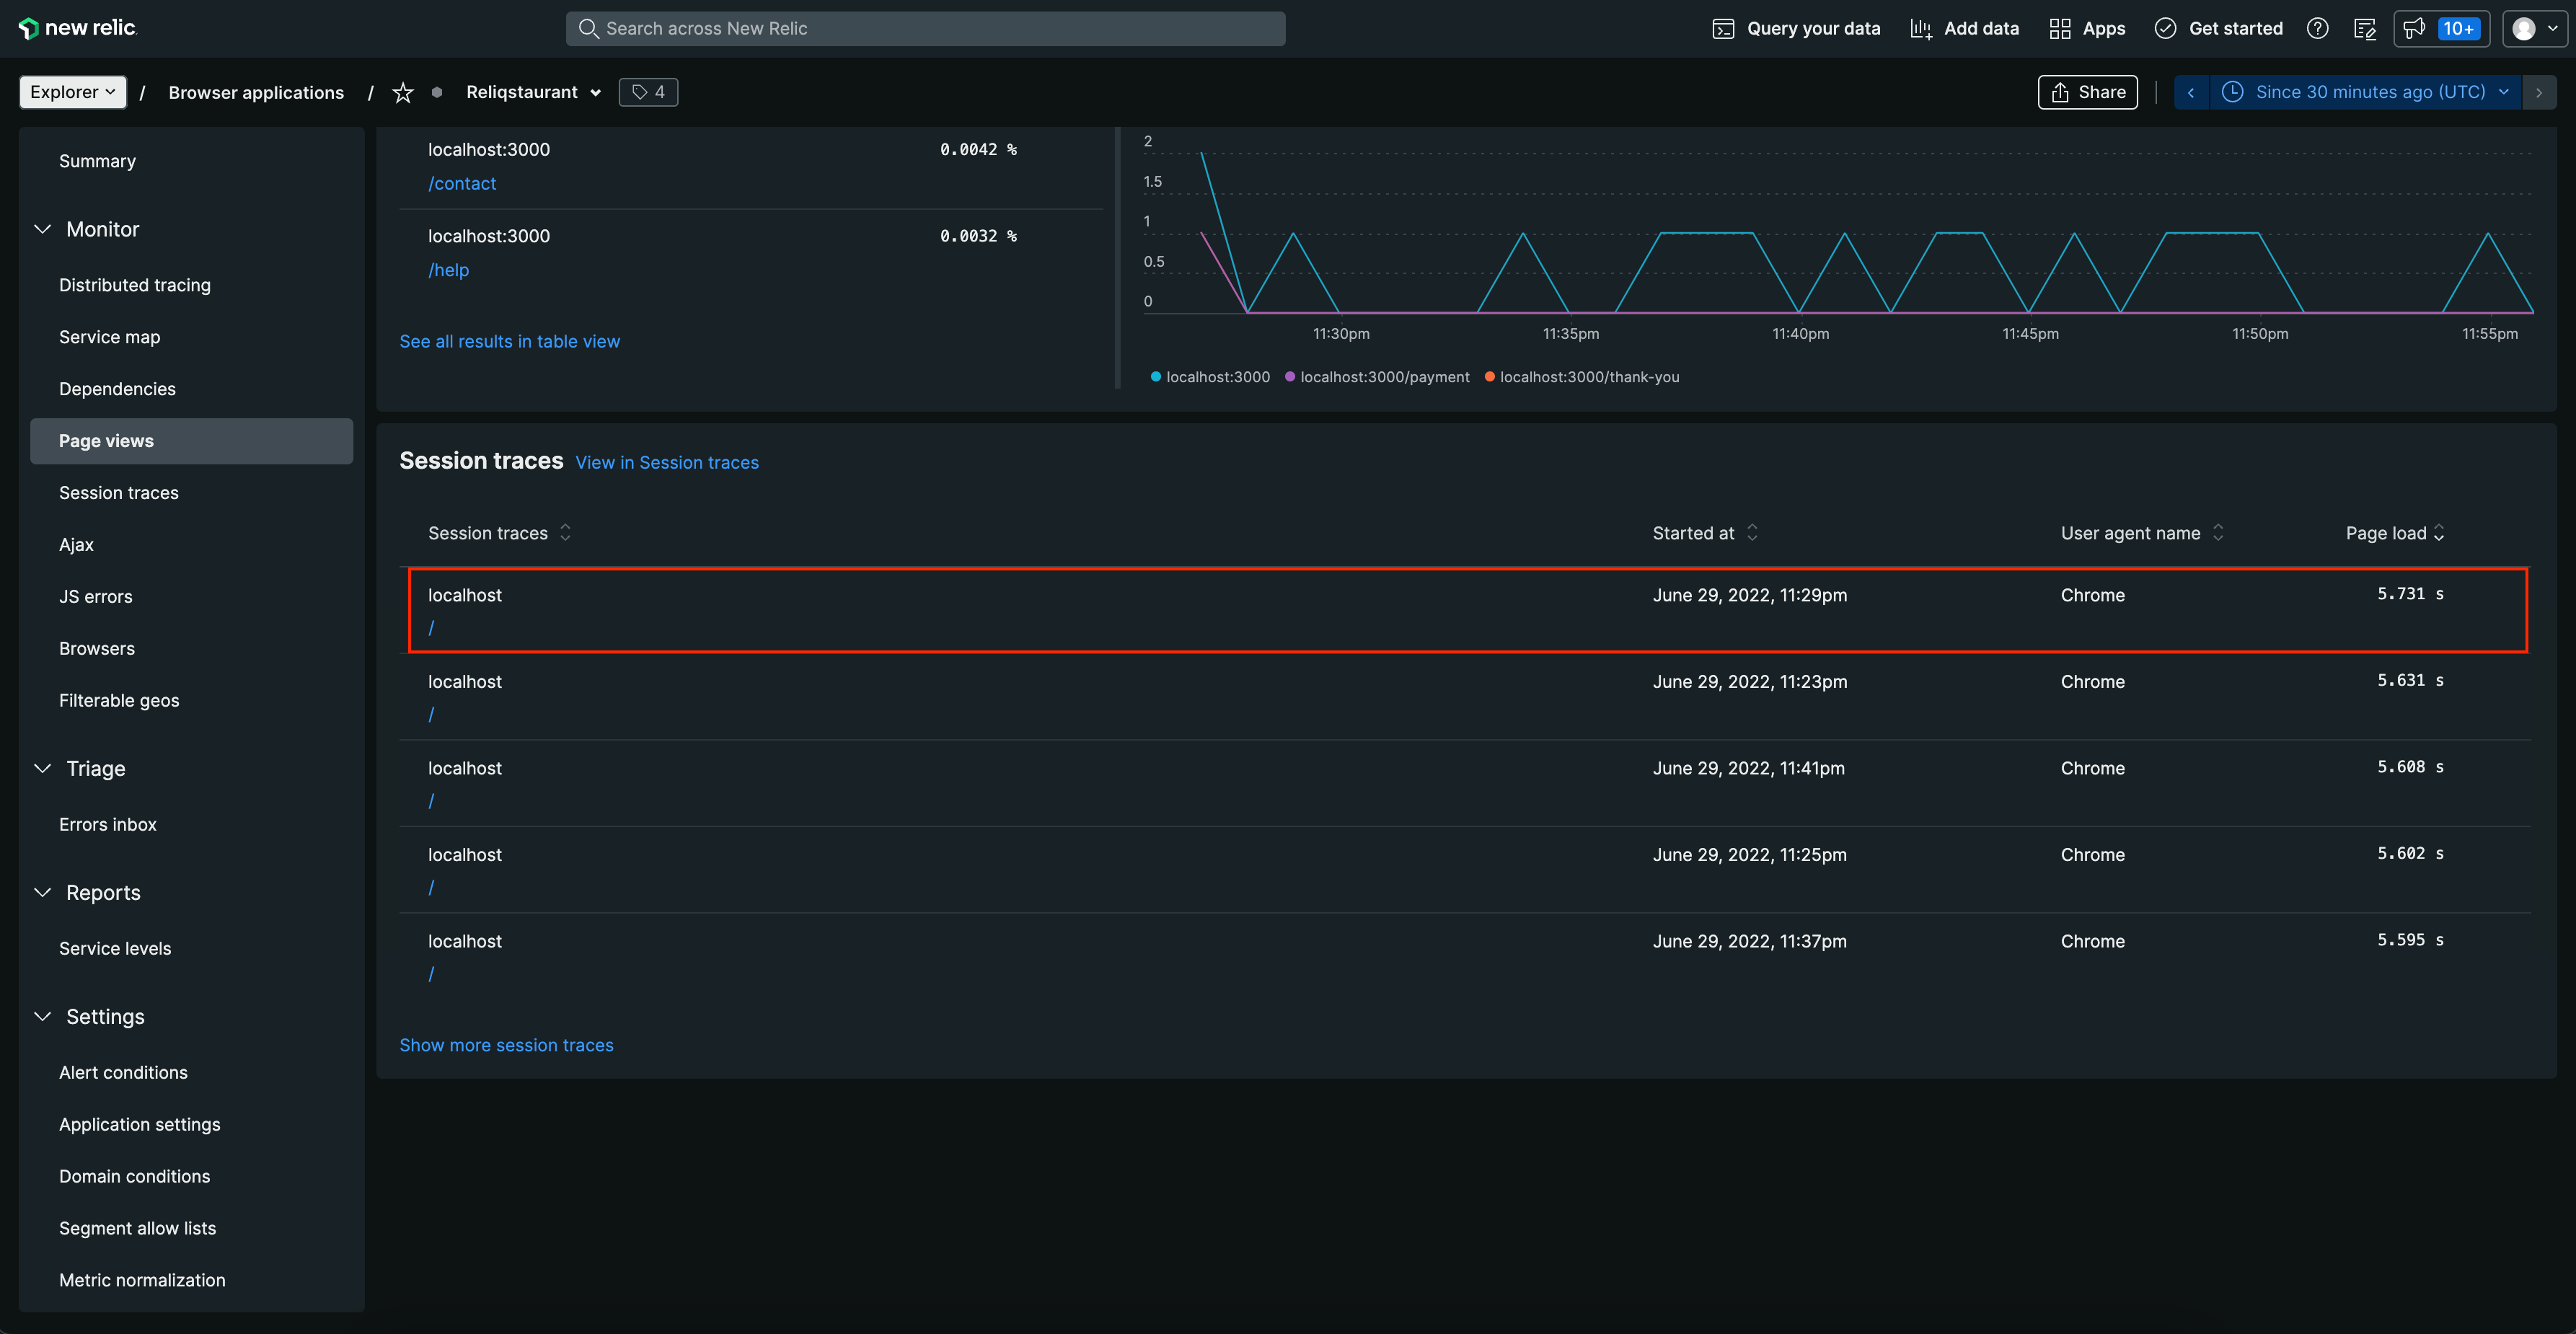 new relic.
Search across New Relic
Query your data
Add data
Apps
Get started
10+
Explorer / Browser applications / Reliqstaurant 4
Share
Since 30 minutes ago (UTC)
Summary
Monitor
Distributed tracing
Service map
Dependencies
Page views
Session traces
Ajax
JS errors
Browsers
Filterable geos
Triage
Errors inbox
Reports
Service levels
Settings
Alert conditions
Application settings
Domain conditions
Segment allow lists
Metric normalization
localhost:3000 0.0042 %
/contact
localhost:3000 0.0032 %
/help
See all results in table view
2
1.5
1
0.5
0
11:30pm 11:35pm 11:40pm 11:45pm 11:50pm 11:55pm
localhost:3000 localhost:3000/payment localhost:3000/thank-you
Session traces View in Session traces
Session traces Started at User agent name Page load
localhost June 29, 2022, 11:29pm Chrome 5.731 s
/
localhost June 29, 2022, 11:23pm Chrome 5.631 s
/
localhost June 29, 2022, 11:41pm Chrome 5.608 s
/
localhost June 29, 2022, 11:25pm Chrome 5.602 s
/
localhost June 29, 2022, 11:37pm Chrome 5.595 s
/
Show more session traces